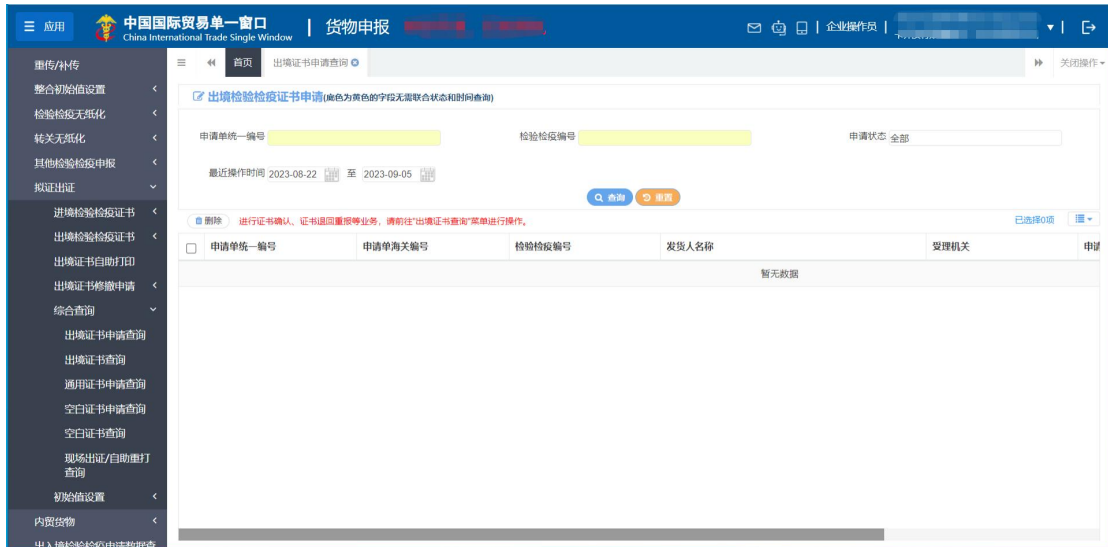 应用
中国国际贸易单一窗口
China International Trade Single Window
货物申报
企业操作员
重传/补传
整合初始值设置
检验检疫无纸化
转关无纸化
其他检验检疫申报
拟证出证
进境检验检疫证书
出境检验检疫证书
出境证书自助打印
出境证书修撤申请
综合查询
出境证书申请查询
出境证书查询
通用证书申请查询
空白证书申请查询
空白证书查询
现场出证/自助重打
查询
初始值设置
内贸货物
出入境检验检疫申请数据查
首页 出境证书申请查询
关闭操作
出境检验检疫证书申请(底色为黄色的字段无需联合状态和时间查询)
申请单统一编号 检验检疫编号 申请状态 全部
最近操作时间 2023-08-22 至 2023-09-05
查询 重置
删除 进行证书确认、证书退回重报等业务，请前往"出境证书查询"菜单进行操作。 已选择0项
申请单统一编号 申请单海关编号 检验检疫编号 发货人名称 受理机关 申请
暂无数据